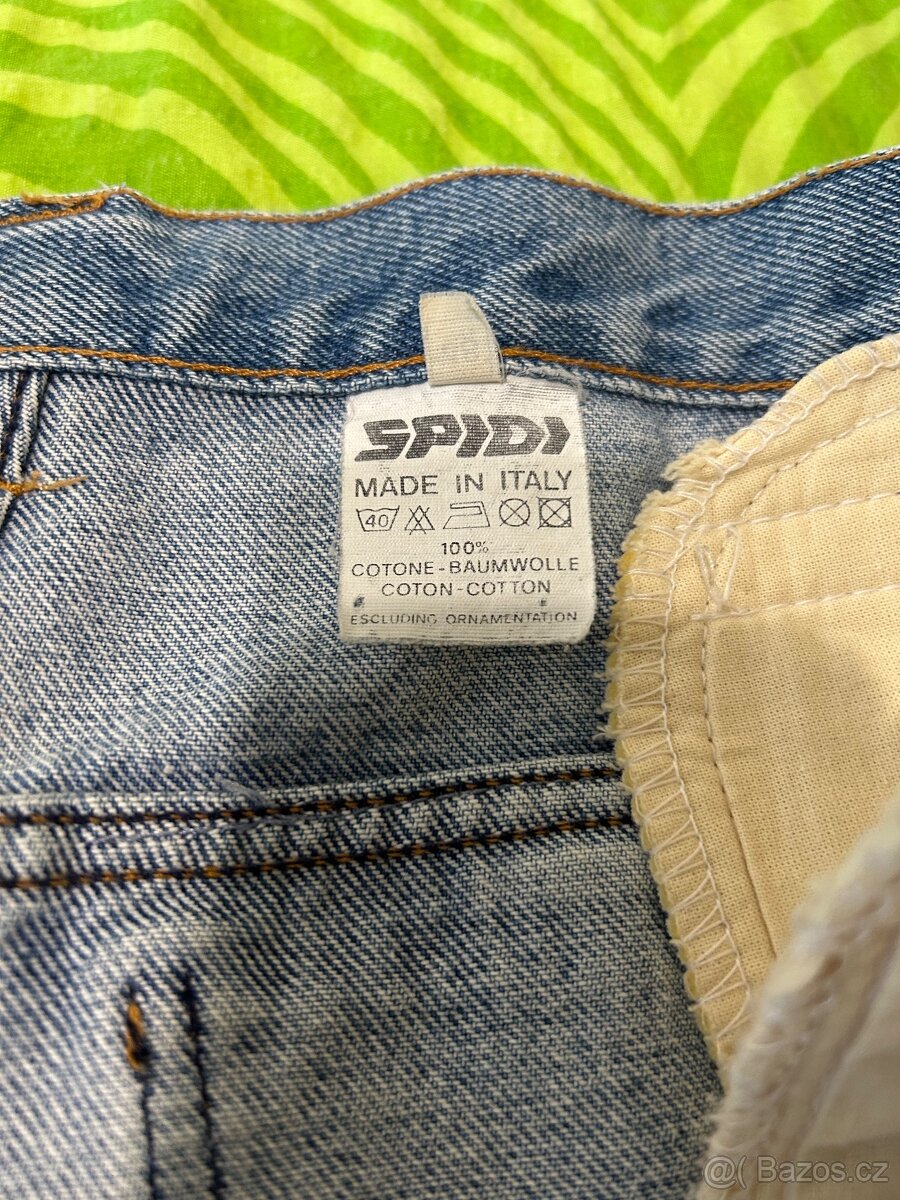 SPIDI
MADE IN ITALY
40
100%
COTONE-BAUMWOLLE
COTON-COTTON
ESCLUDING ORNAMENTATION
@( Bazos.cz